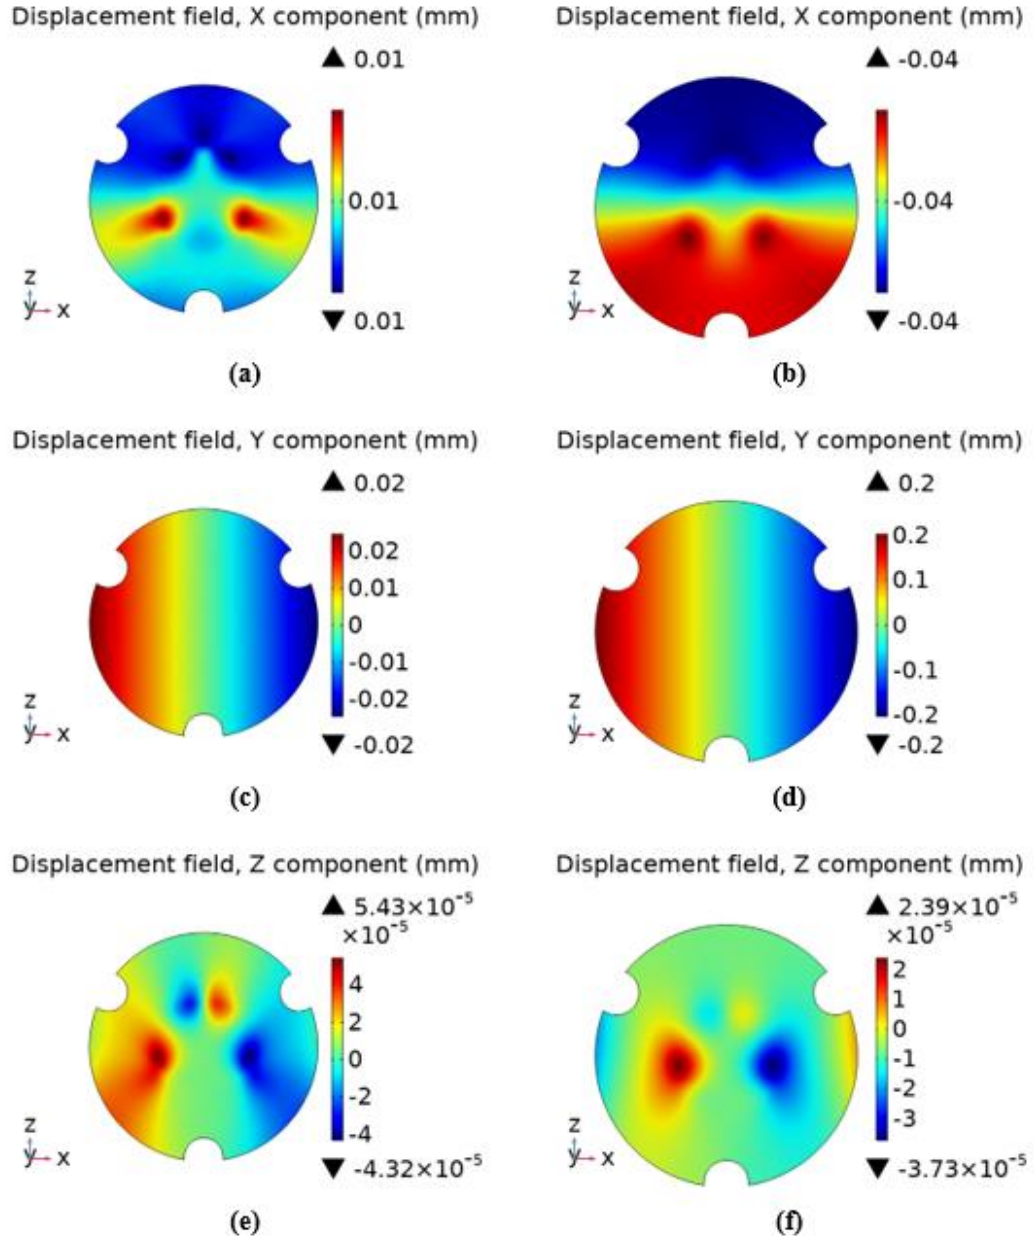 Displacement field, X component (mm)
▲ 0.01
0.01
▼ 0.01
z
y x
(a)
Displacement field, X component (mm)
▲ -0.04
-0.04
▼ -0.04
z
y x
(b)
Displacement field, Y component (mm)
▲ 0.02
0.02
0.01
0
-0.01
-0.02
▼ -0.02
z
y x
(c)
Displacement field, Y component (mm)
▲ 0.2
0.2
0.1
0
-0.1
-0.2
▼ -0.2
z
y x
(d)
Displacement field, Z component (mm)
▲ 5.43×10⁻⁵
×10⁻⁵
4
2
0
-2
-4
▼ -4.32×10⁻⁵
z
y x
(e)
Displacement field, Z component (mm)
▲ 2.39×10⁻⁵
×10⁻⁵
2
1
0
-1
-2
-3
▼ -3.73×10⁻⁵
z
y x
(f)